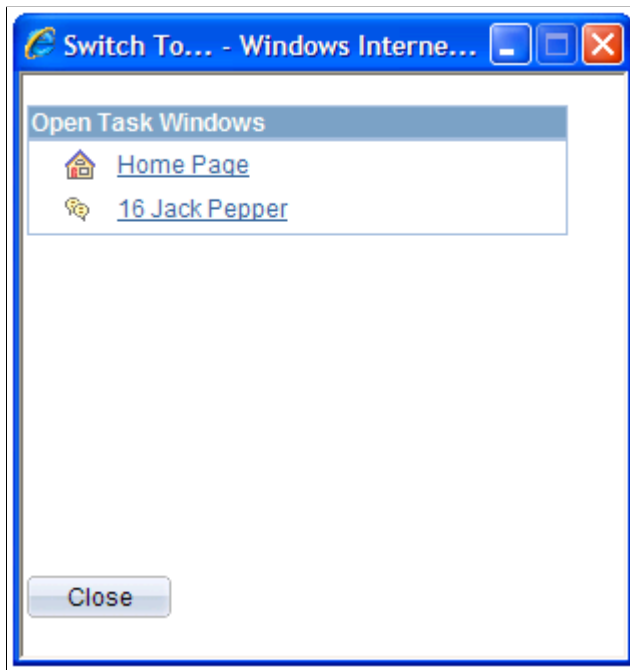 Switch To... - Windows Interne...
Open Task Windows
Home Page
16 Jack Pepper
Close